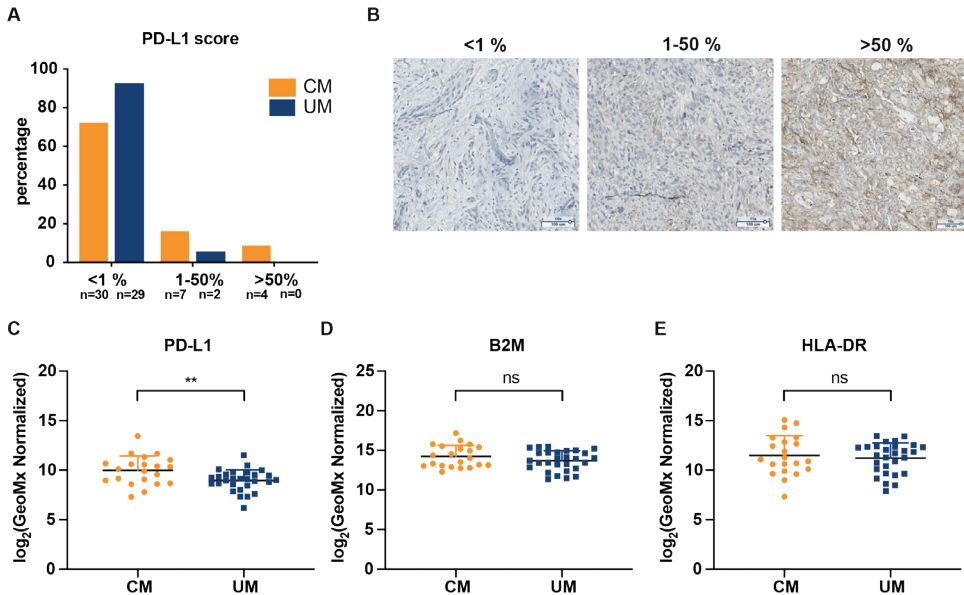 A
PD-L1 score
percentage
100
80
60
40
20
0
CM
UM
<1 % 1-50% >50%
n=30 n=29 n=7 n=2 n=4 n=0
B
<1 % 1-50 % >50 %
100 µm
C
PD-L1
log2(GeoMx Normalized)
20
15
10
5
0
**
CM UM
D
B2M
log2(GeoMx Normalized)
25
20
15
10
5
0
ns
CM UM
E
HLA-DR
log2(GeoMx Normalized)
20
15
10
5
0
ns
CM UM